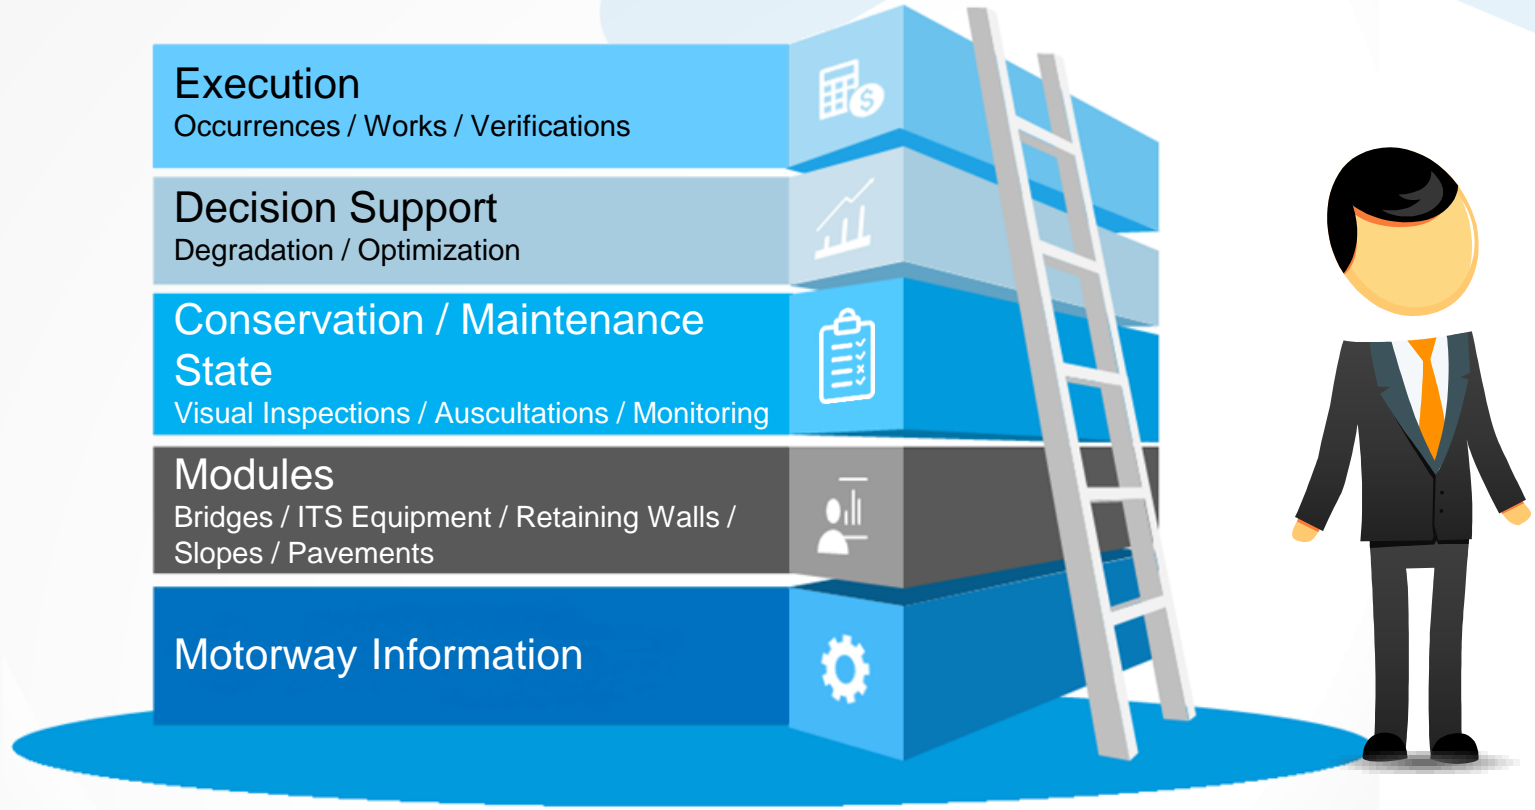 Execution
Occurrences / Works / Verifications
Decision Support
Degradation / Optimization
Conservation / Maintenance
State
Visual Inspections / Auscultations / Monitoring
Modules
Bridges / ITS Equipment / Retaining Walls /
Slopes / Pavements
Motorway Information